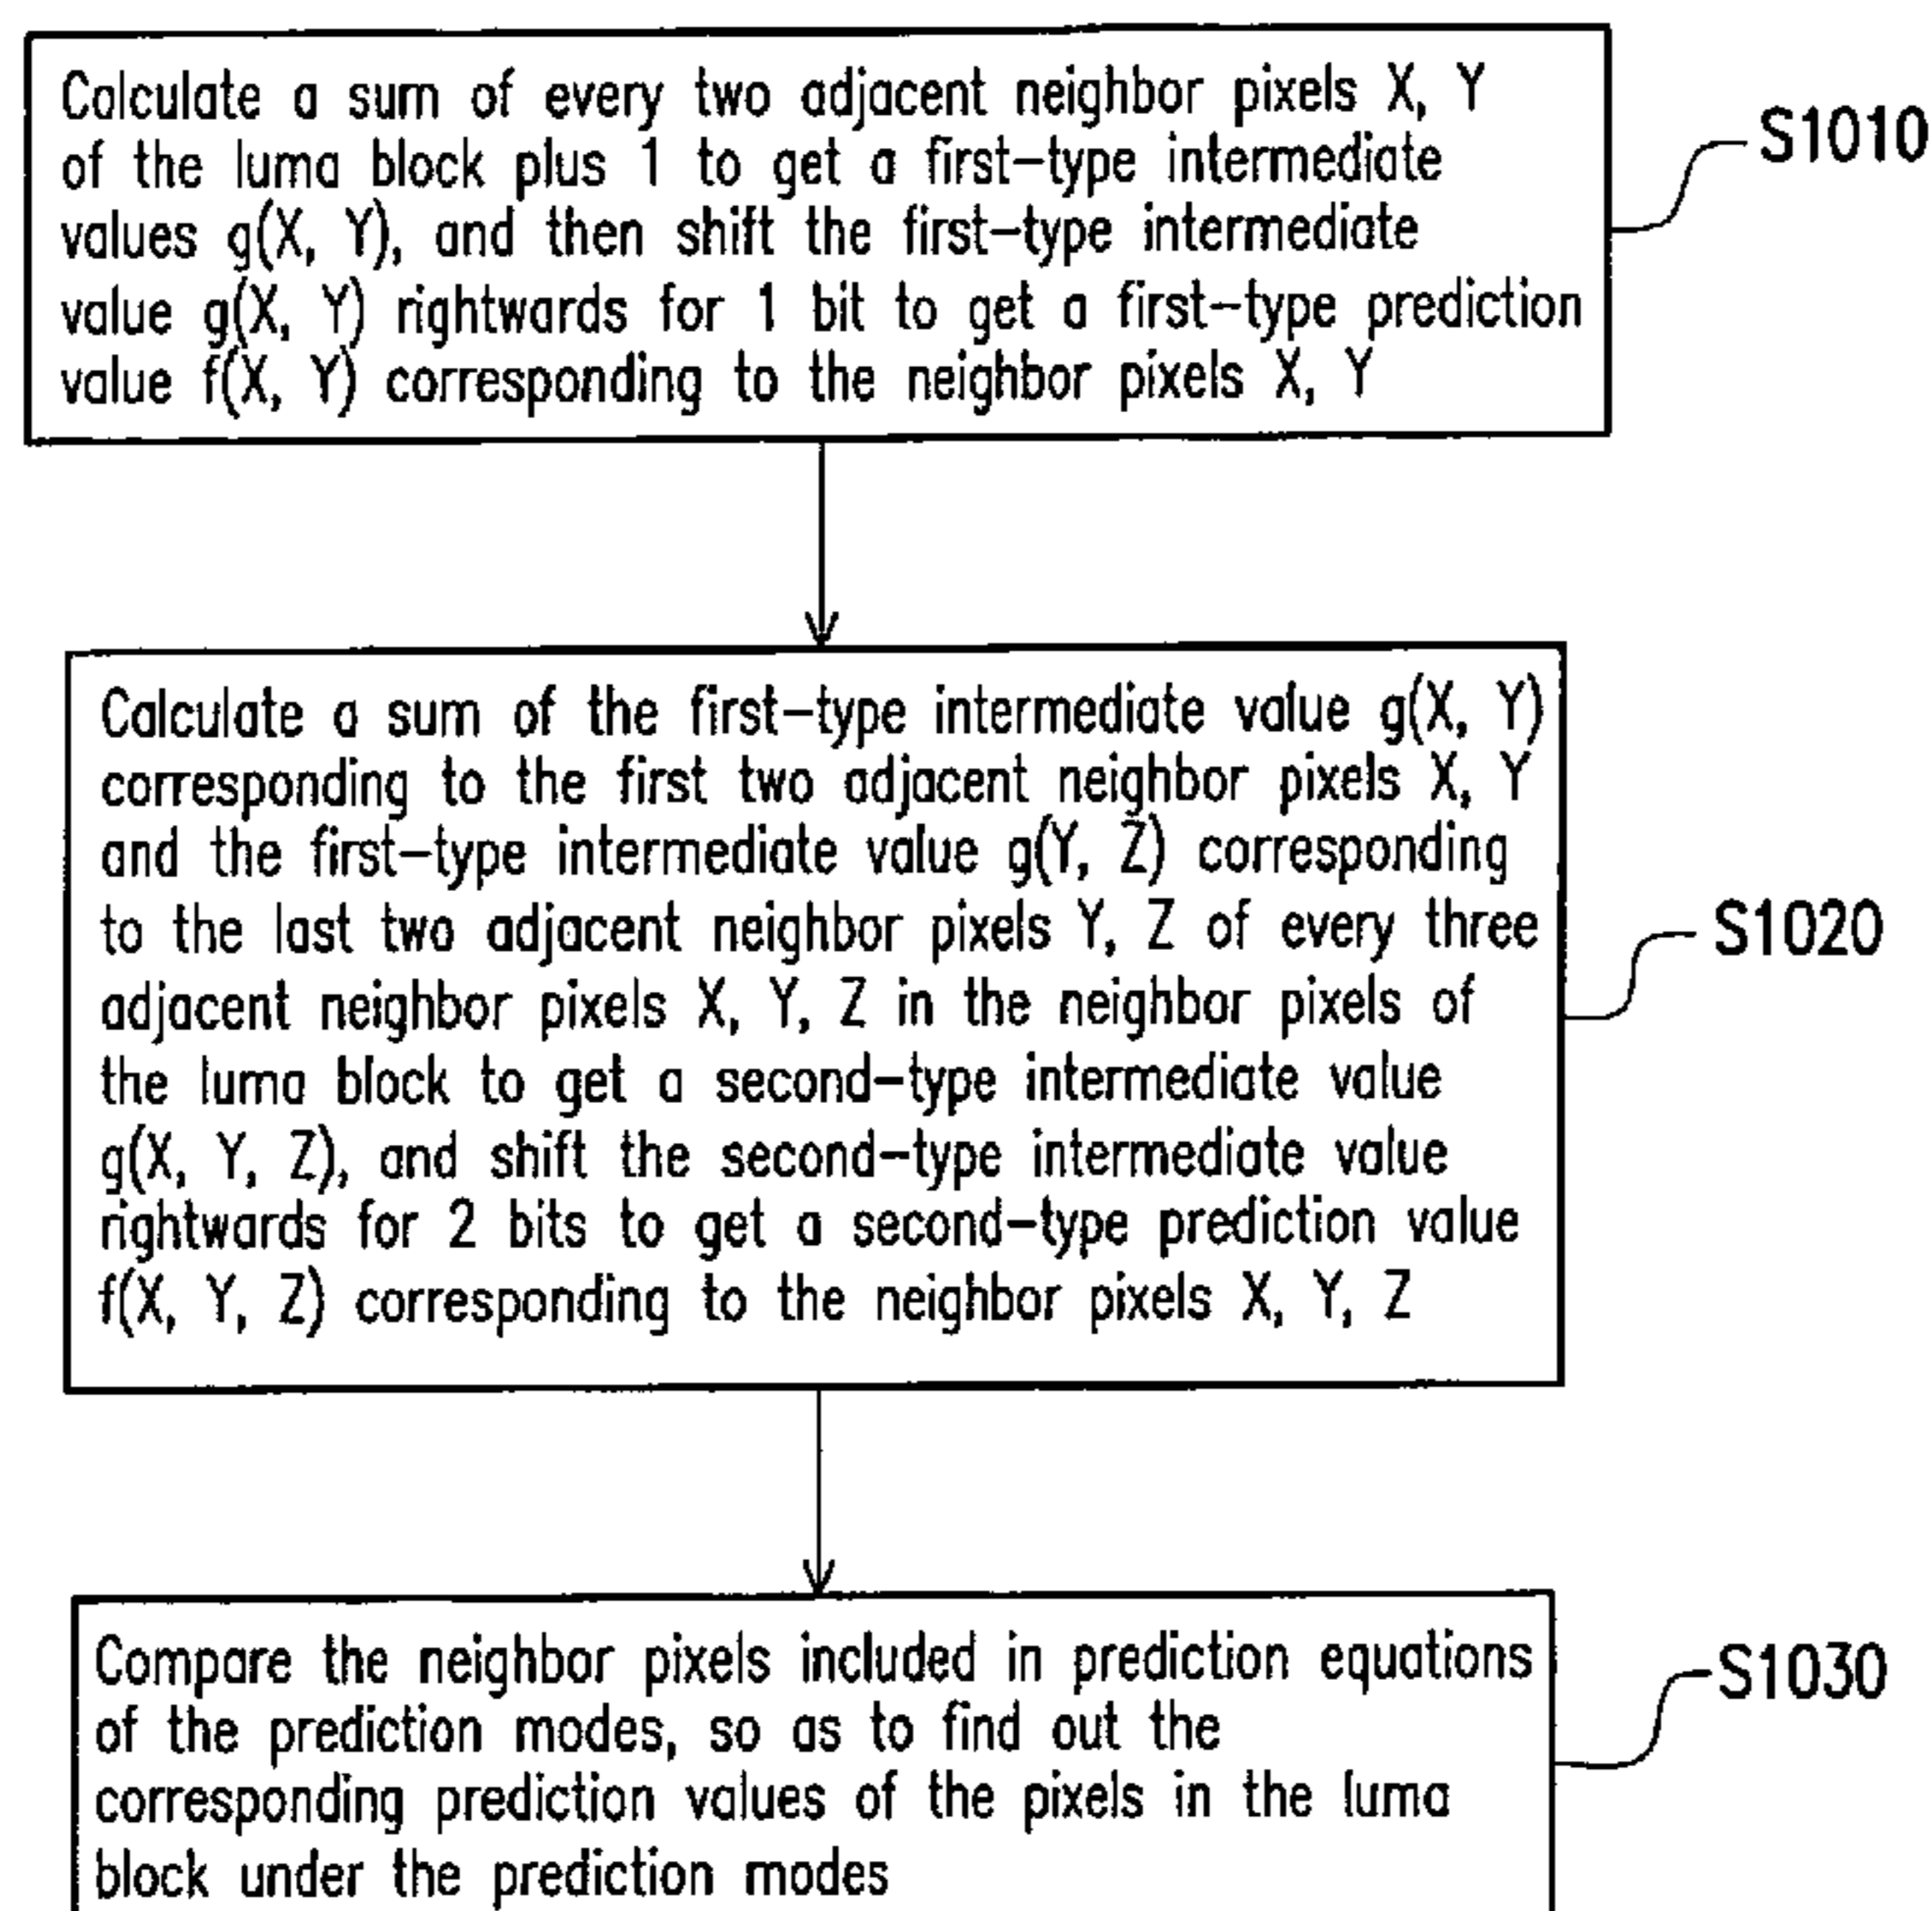 Calculate a sum of every two adjacent neighbor pixels X, Y
of the luma block plus 1 to get a first-type intermediate
values g(X, Y), and then shift the first-type intermediate
value g(X, Y) rightwards for 1 bit to get a first-type prediction
value f(X, Y) corresponding to the neighbor pixels X, Y
S1010
Calculate a sum of the first-type intermediate value g(X, Y)
corresponding to the first two adjacent neighbor pixels X, Y
and the first-type intermediate value g(Y, Z) corresponding
to the last two adjacent neighbor pixels Y, Z of every three
adjacent neighbor pixels X, Y, Z in the neighbor pixels of
the luma block to get a second-type intermediate value
g(X, Y, Z), and shift the second-type intermediate value
rightwards for 2 bits to get a second-type prediction value
f(X, Y, Z) corresponding to the neighbor pixels X, Y, Z
S1020
Compare the neighbor pixels included in prediction equations
of the prediction modes, so as to find out the
corresponding prediction values of the pixels in the luma
block under the prediction modes
S1030